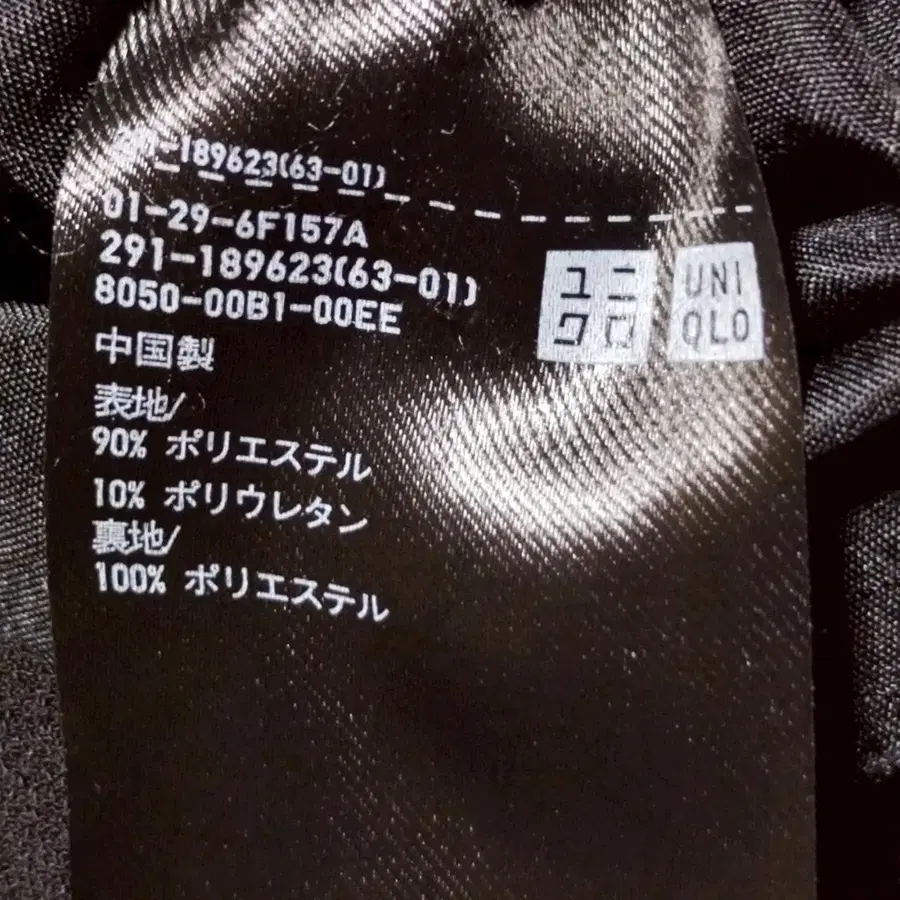 -189623(63-01)
01-29-6F157A
291-189623(63-01)
8050-00B1-00EE
中国製
表地/
90% ポリエステル
10% ポリウレタン
裏地/
100% ポリエステル
ユニ
クロ
UNI
QLO